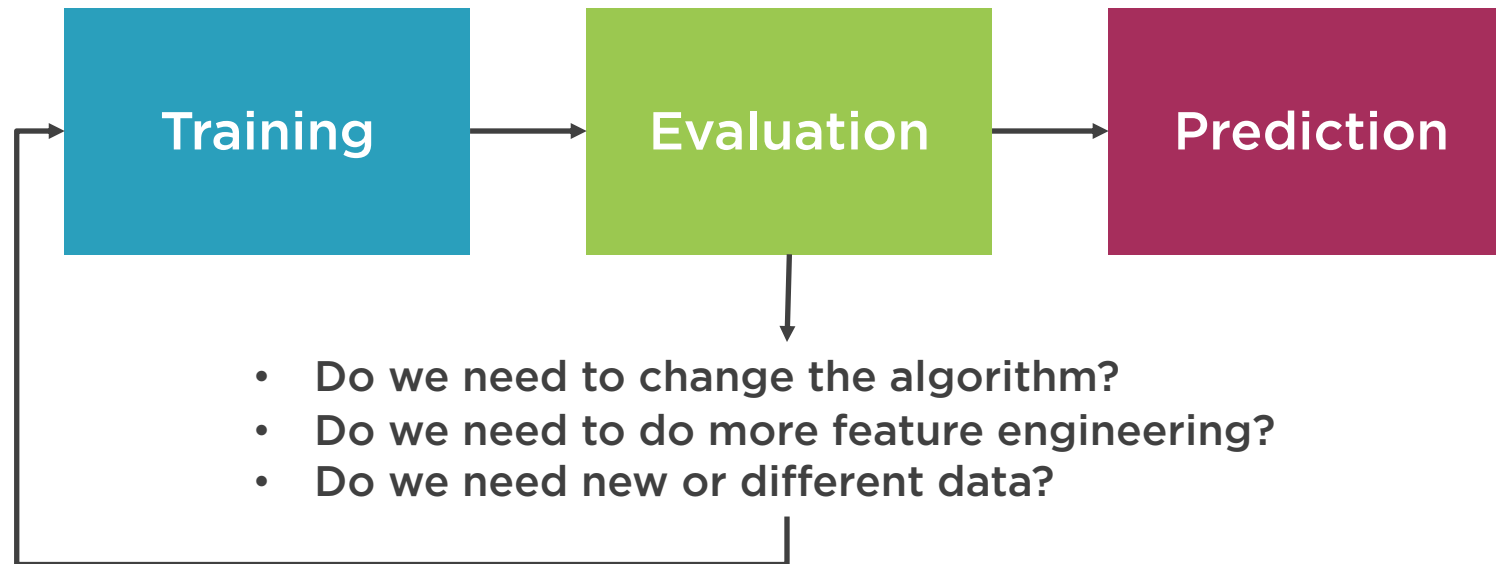 Training
Evaluation
Prediction
• Do we need to change the algorithm?
• Do we need to do more feature engineering?
• Do we need new or different data?